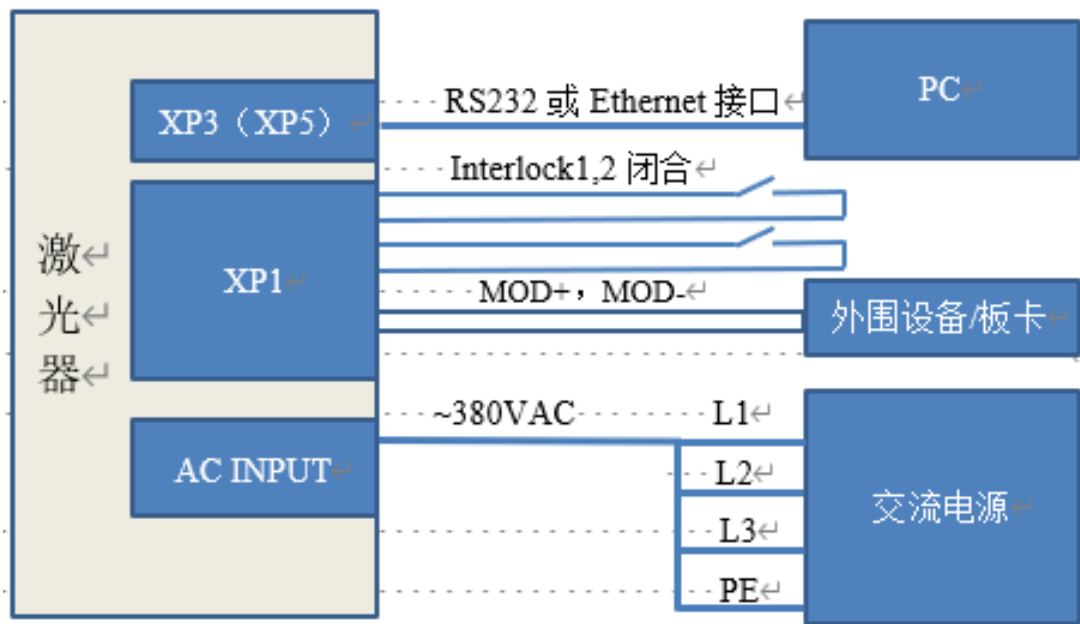 RS232 或 Ethernet 接口
PC
XP3（XP5）
Interlock1,2 闭合
激光器
XP1
MOD+，MOD-
外围设备/板卡
~380VAC
L1
AC INPUT
L2
交流电源
L3
PE